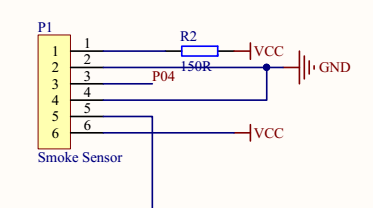 P1
R2
1 1 VCC
2 2 150R GND
3 3 P04
4 4
5 5
6 6 VCC
Smoke Sensor